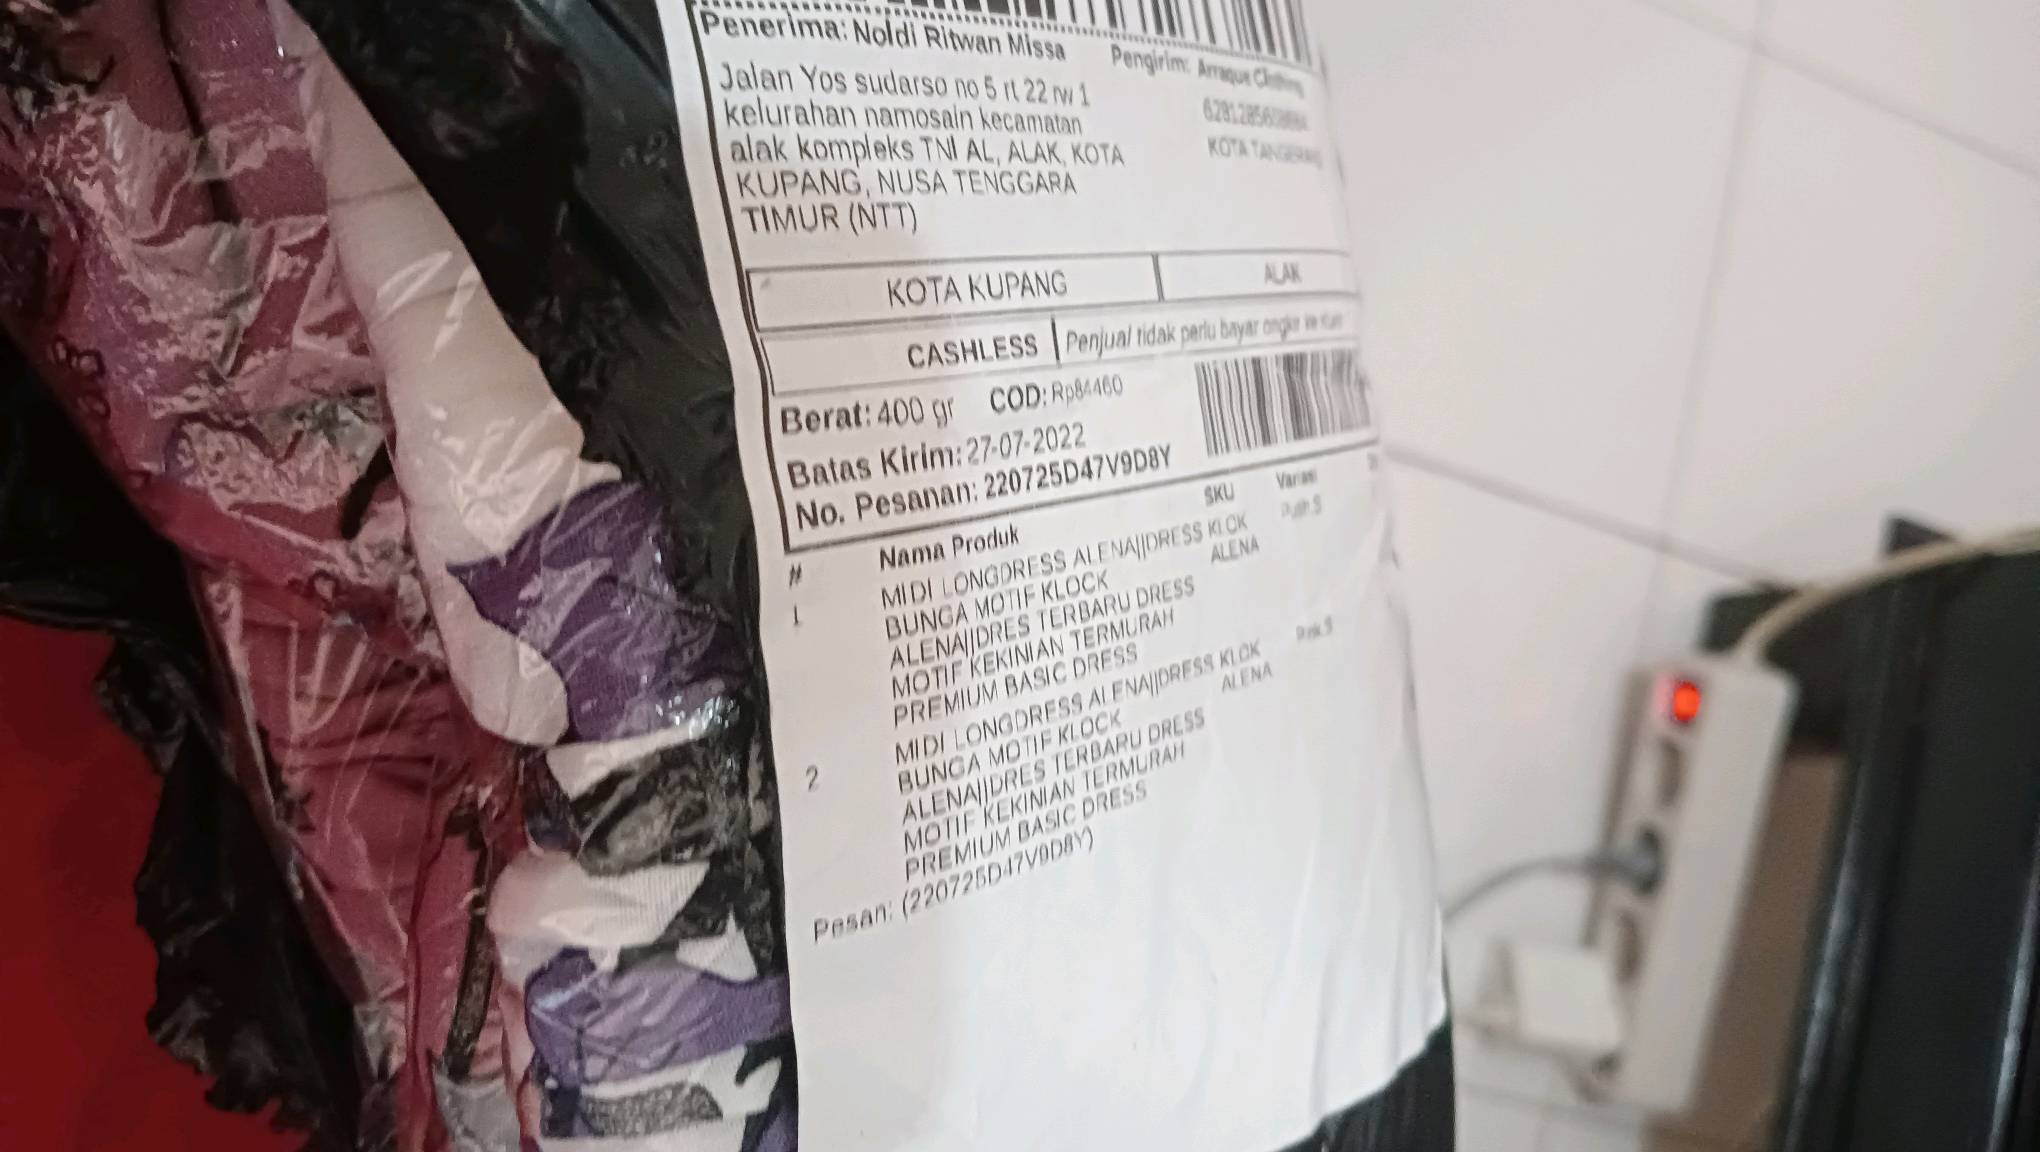 Penerima: Noldi Ritwan Missa
Jalan Yos sudarso no 5 rt 22 rw 1
kelurahan namosain kecamatan
alak kompleks TNI AL, ALAK, KOTA
KUPANG, NUSA TENGGARA
TIMUR (NTT)
Pengirim:
KOTA TANGERANG
KOTA KUPANG
ALAK
CASHLESS
Penjual tidak perlu bayar ongkir ke
Berat: 400 gr COD: Rp84460
Batas Kirim: 27-07-2022
No. Pesanan: 220725D47V9D8Y
# Nama Produk SKU Variasi
1 MIDI LONGDRESS ALENA||DRESS KLOK
BUNGA MOTIF KLOCK ALENA
ALENA||DRES TERBARU DRESS
MOTIF KEKINIAN TERMURAH
PREMIUM BASIC DRESS
2 MIDI LONGDRESS ALENA||DRESS KLOK
BUNGA MOTIF KLOCK ALENA
ALENA||DRES TERBARU DRESS
MOTIF KEKINIAN TERMURAH
PREMIUM BASIC DRESS
Pesan: (220725D47V9D8Y)